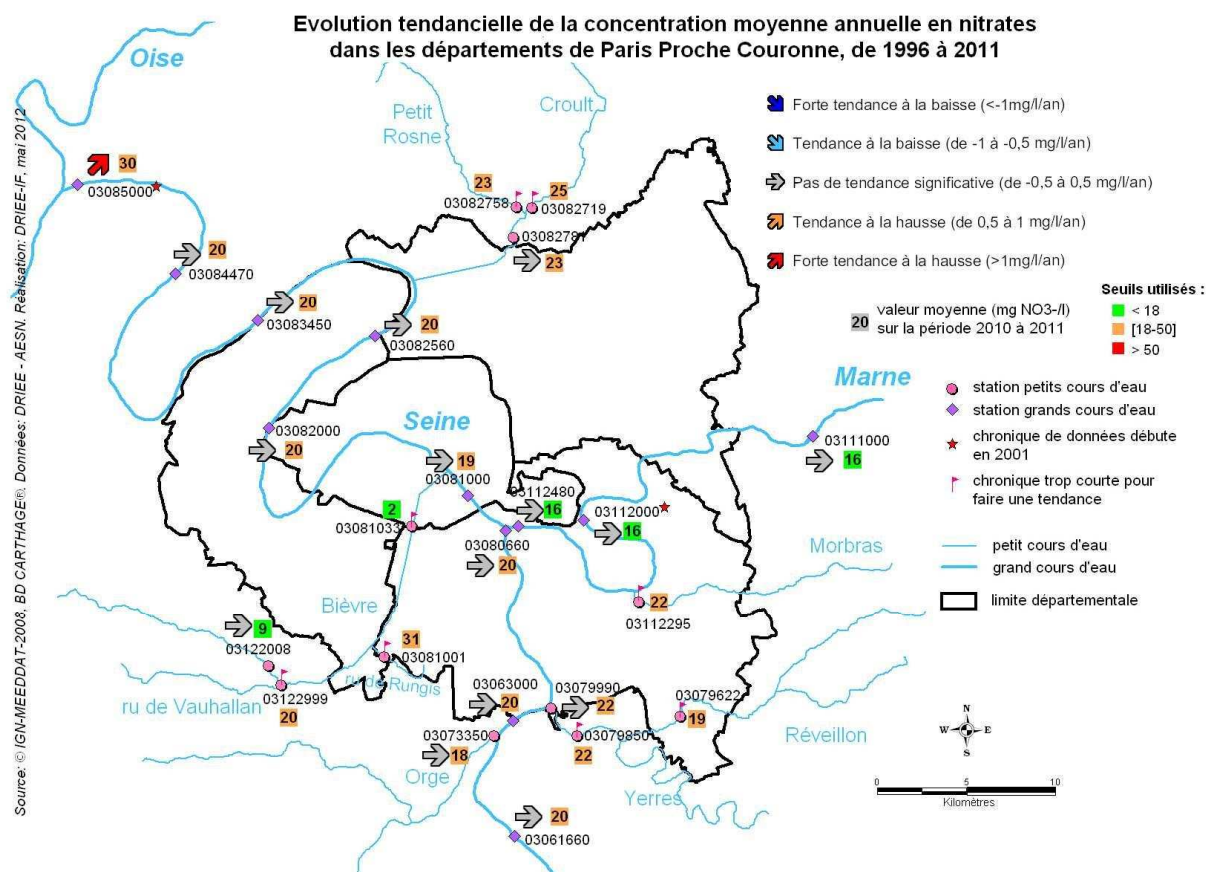 Evolution tendancielle de la concentration moyenne annuelle en nitrates
dans les départements de Paris Proche Couronne, de 1996 à 2011
Oise
Petit
Rosne
Croult
Forte tendance à la baisse (<-1mg/l/an)
Tendance à la baisse (de -1 à -0,5 mg/l/an)
Pas de tendance significative (de -0,5 à 0,5 mg/l/an)
Tendance à la hausse (de 0,5 à 1 mg/l/an)
Forte tendance à la hausse (>1mg/l/an)
20
valeur moyenne (mg NO3-/l)
sur la période 2010 à 2011
Seuils utilisés :
< 18
[18-50]
> 50
station petits cours d'eau
station grands cours d'eau
chronique de données débute
en 2001
chronique trop courte pour
faire une tendance
petit cours d'eau
grand cours d'eau
limite départementale
30
03085000
23
03082758
25
03082719
03082781
23
20
03084470
20
03083450
20
03082560
Marne
Seine
03082000
20
19
03081000
03111000
16
03112480
16
03112000
16
2
03081033
03080660
20
Morbras
22
03112295
Bièvre
9
03122008
31
03081001
ru de Rungis
ru de Vauhallan
03122999
20
03063000
20
03079990
22
03079622
19
03073350
18
03079850
22
Orge
Yerres
Réveillon
20
03061660
N
W
E
S
0
5
10
Kilomètres
Source: © IGN-MEEDDAT-2008, BD CARTHAGE®, Données: DRIEE - AESN. Réalisation: DRIEE-IF, mai 2012